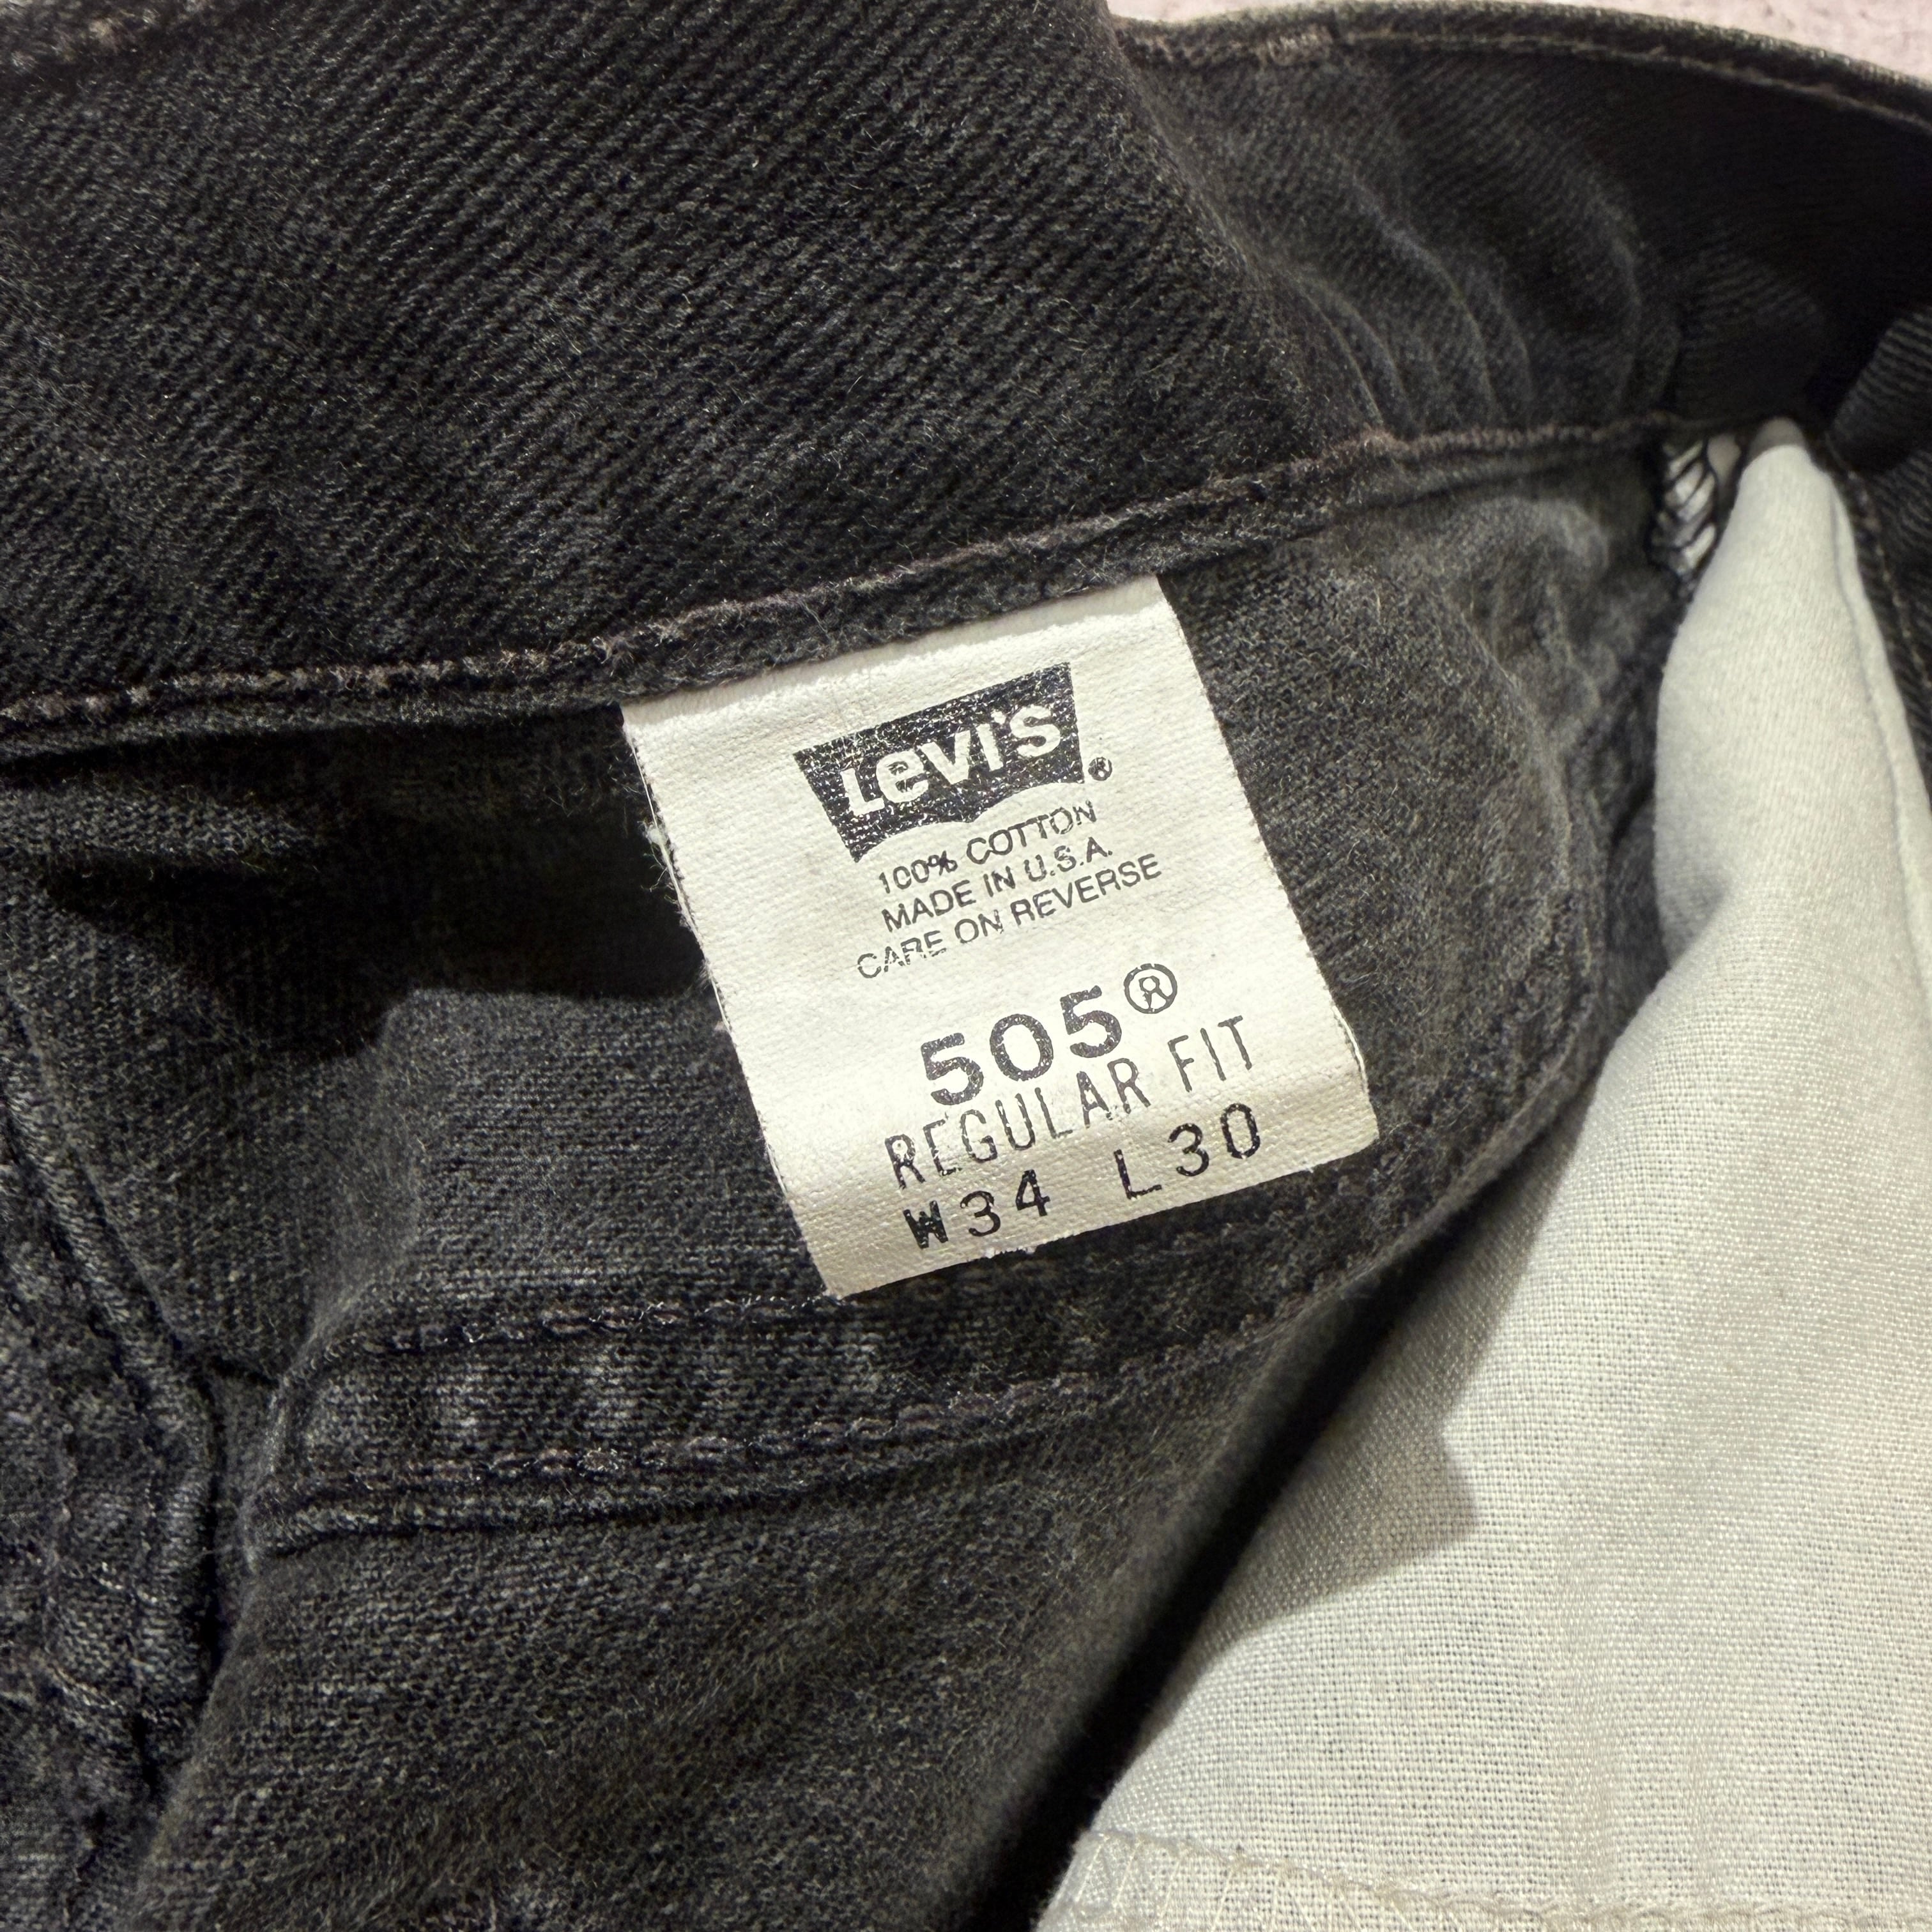 Levi's®
100% COTTON
MADE IN U.S.A.
CARE ON REVERSE
505®
REGULAR FIT
W34 L30